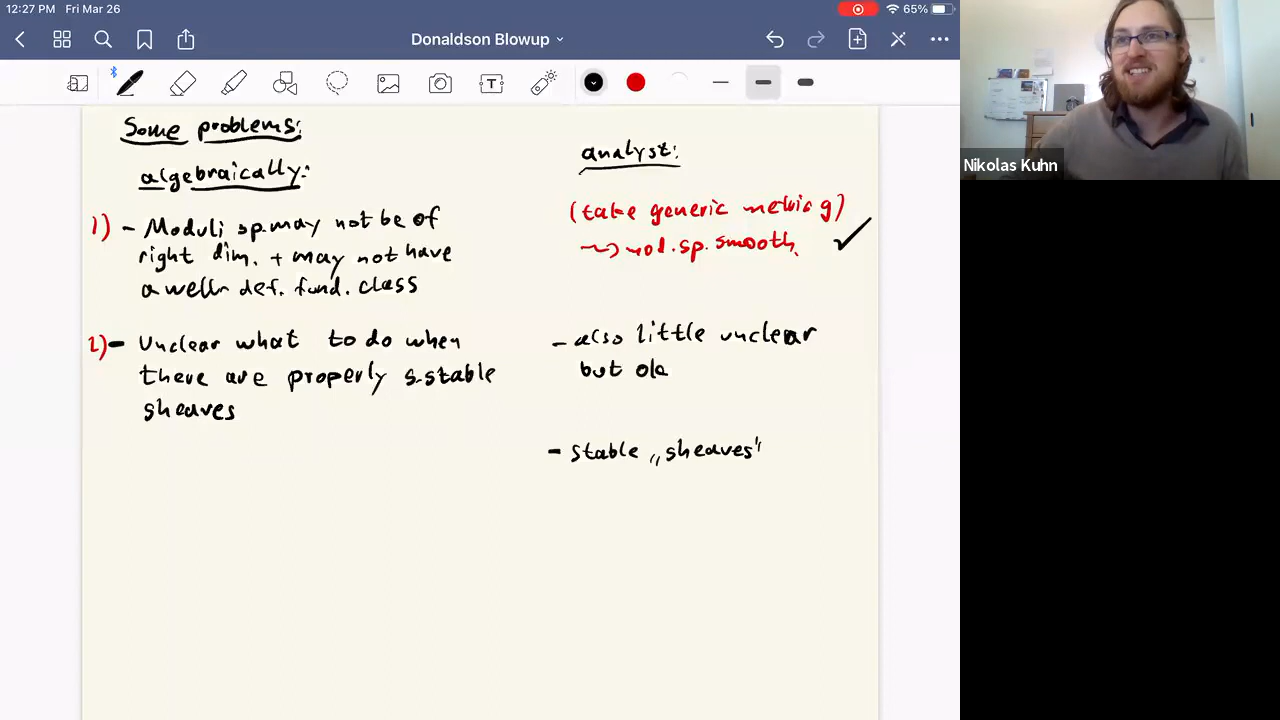 12:27 PM Fri Mar 26
65%
Donaldson Blowup
T
Some problems:
algebraically:
1) - Moduli sp. may not be of
right dim. + may not have
a well def. fund. class
2) - Unclear what to do when
there are properly s.stable
sheaves
analyst:
(take generic metric g)
~> mod. sp. smooth. ✓
- also little unclear
but ok
- stable „sheaves"
Nikolas Kuhn